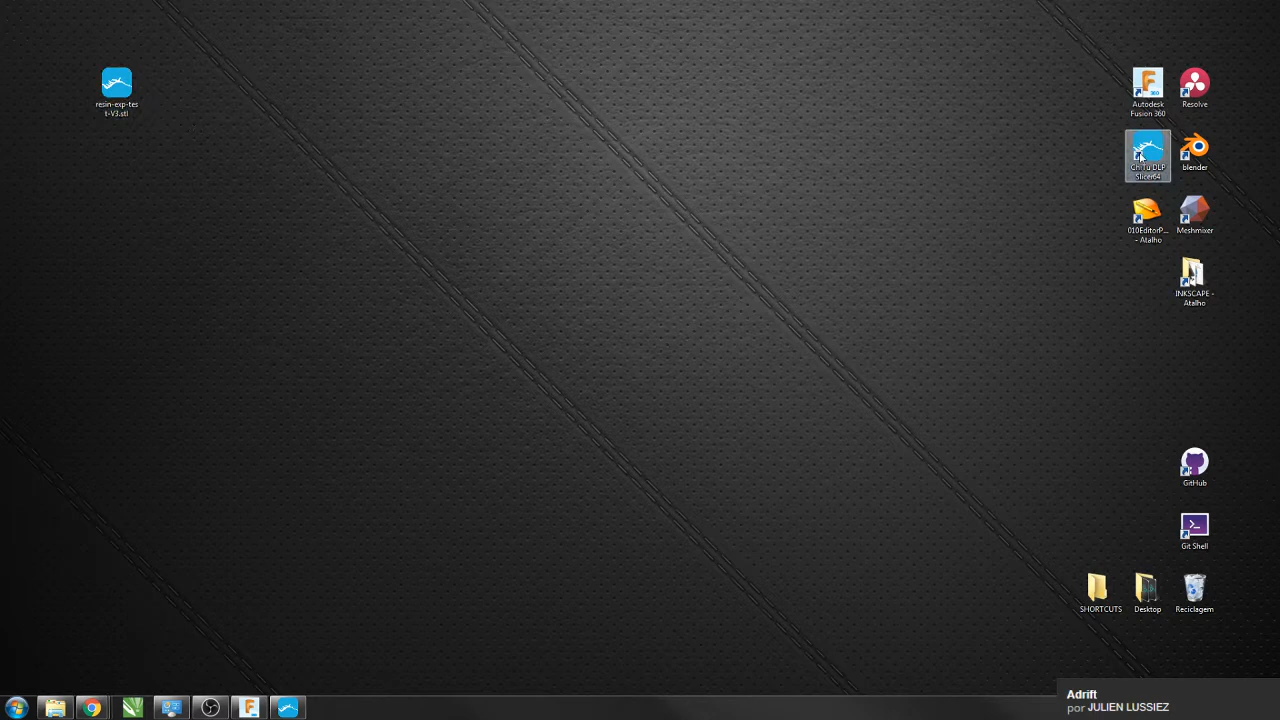 resin-exp-tes
t-V3.stl
Autodesk
Fusion 360
Resolve
ChiTu DLP
Slicer64
blender
010EditorP...
- Atalho
Meshmixer
INKSCAPE -
Atalho
GitHub
Git Shell
SHORTCUTS
Desktop
Reciclagem
Adrift
por JULIEN LUSSIEZ